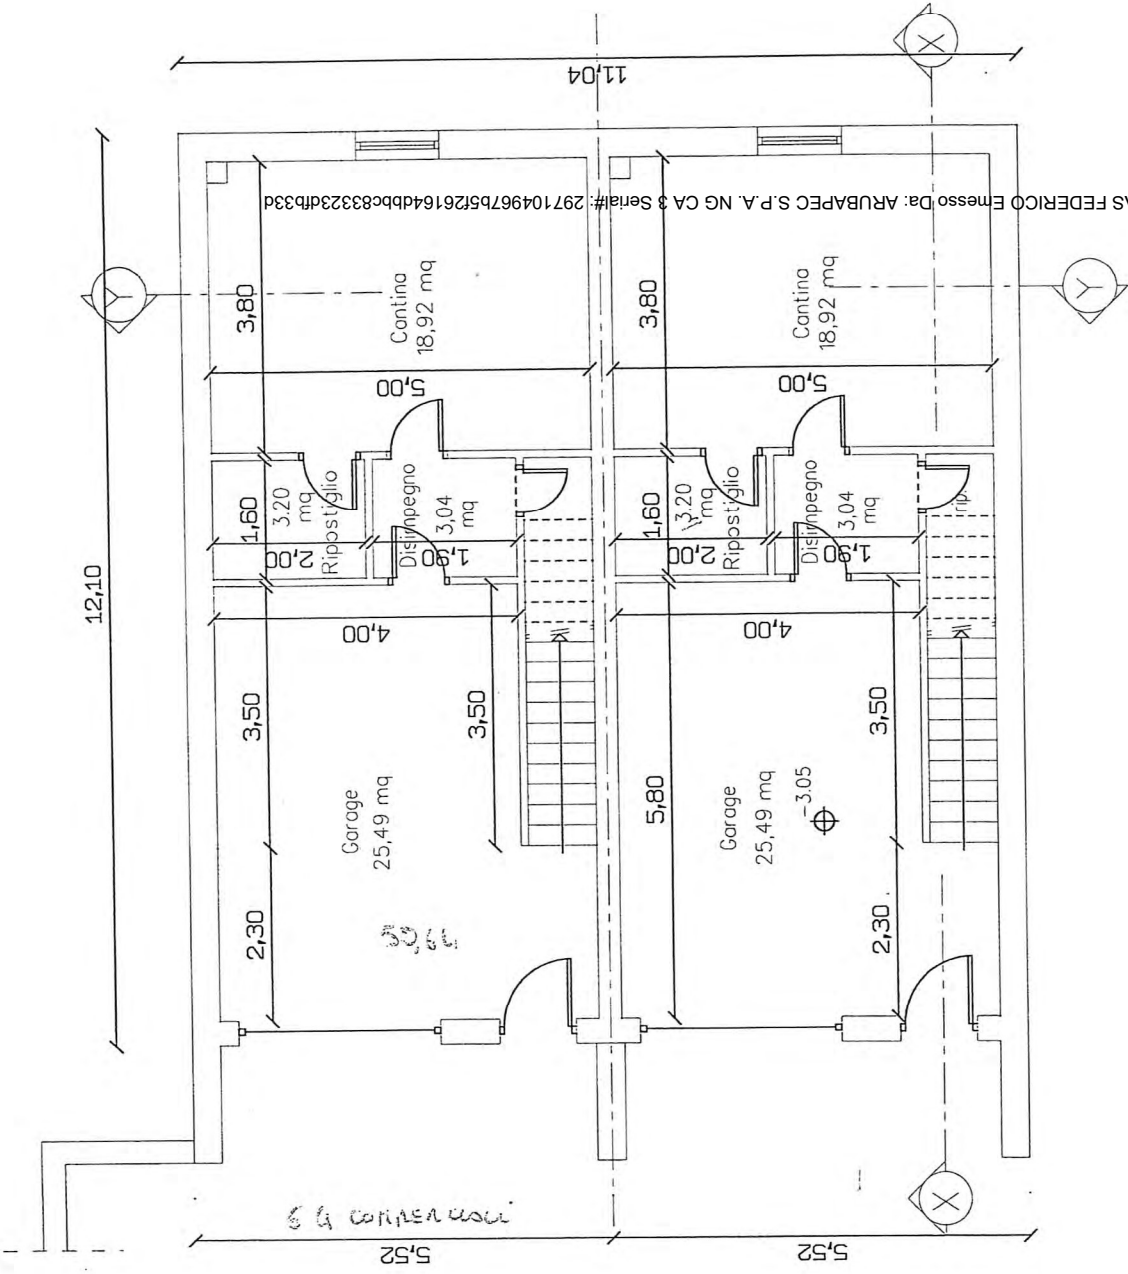 11,04
12,10
AS FEDERICO Emesso Da: ARUBAPEC S.P.A. NG CA 3 Serial#: 297104967b5f26164dbbc83323dfb33d
X
Y
Y
3,80
Cantina
18,92 mq
5,00
3,80
Cantina
18,92 mq
5,00
1,60
3.20
mq
Ripostiglio
2,00
Disimpegno
3,04
mq
1,90
1,60
3.20
mq
Ripostiglio
2,00
Disimpegno
3,04
mq
1,90
rip.
4,00
4,00
3,50
3,50
Garage
25,49 mq
2,30
5,80
Garage
25,49 mq
-3.05
3,50
2,30
X
5,52
5,52